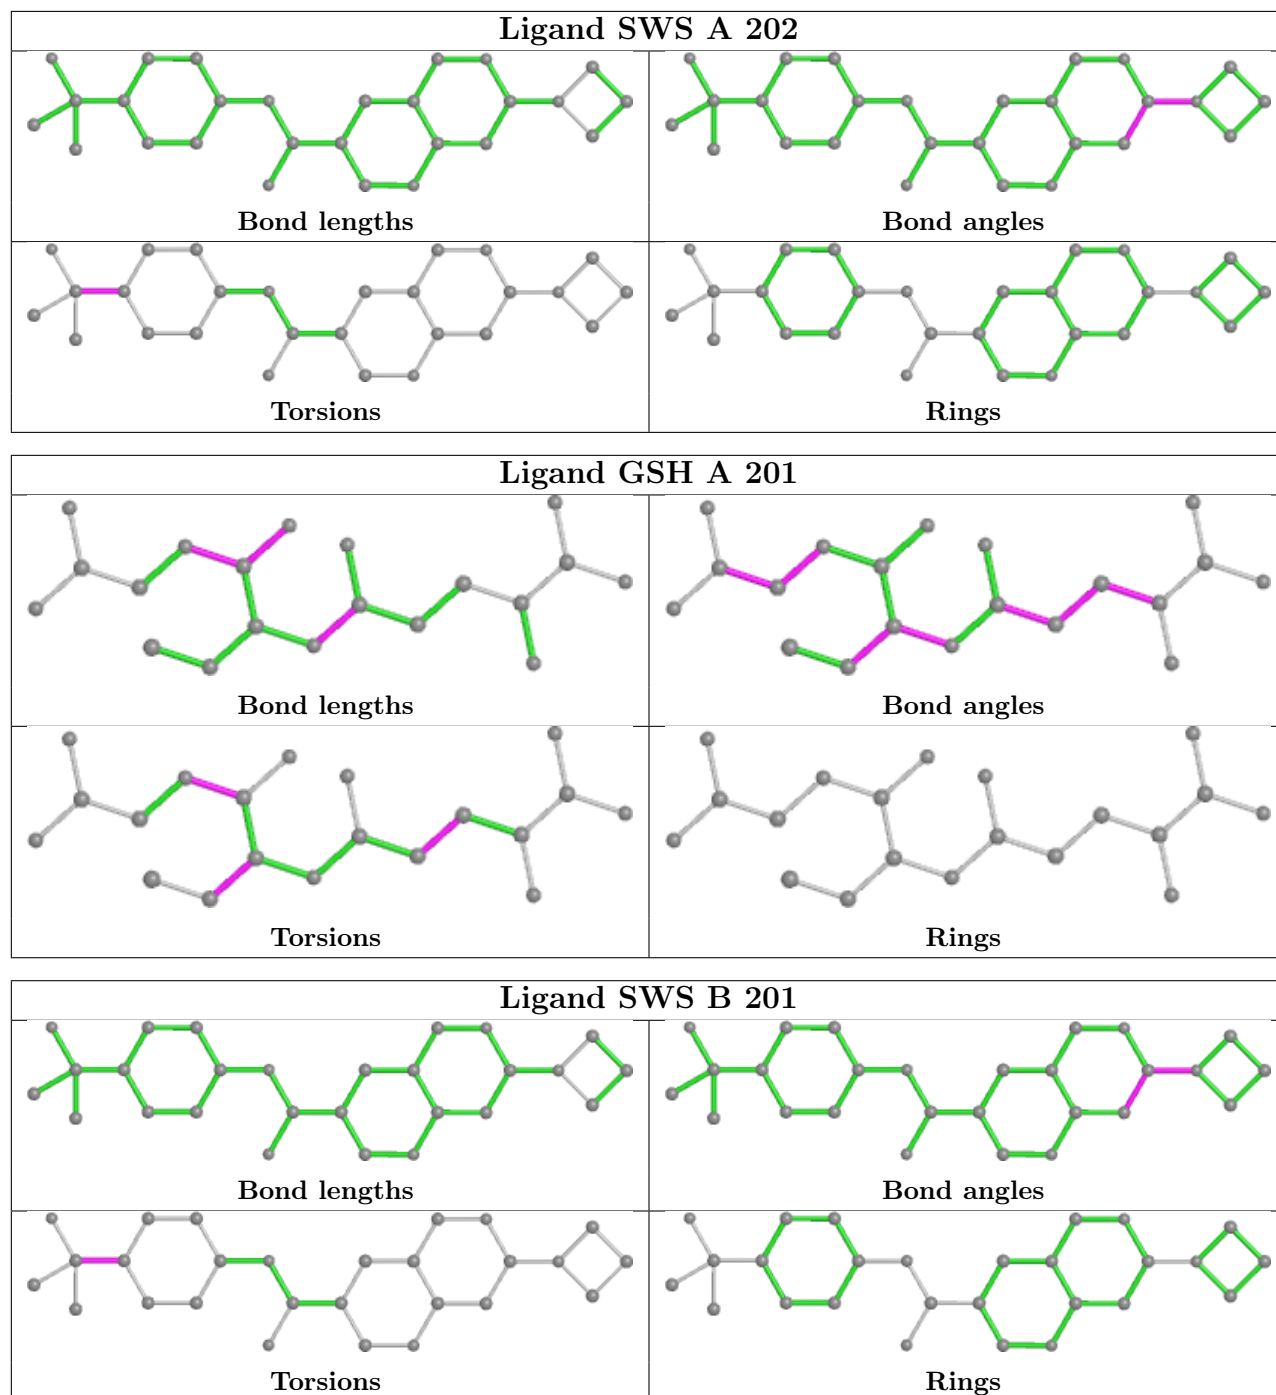 Ligand SWS A 202
Bond lengths
Bond angles
Torsions
Rings
Ligand GSH A 201
Bond lengths
Bond angles
Torsions
Rings
Ligand SWS B 201
Bond lengths
Bond angles
Torsions
Rings